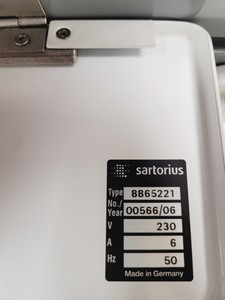 sartorius
Type 8865221
No./
Year 00566/06
V 230
A 6
Hz 50
Made in Germany